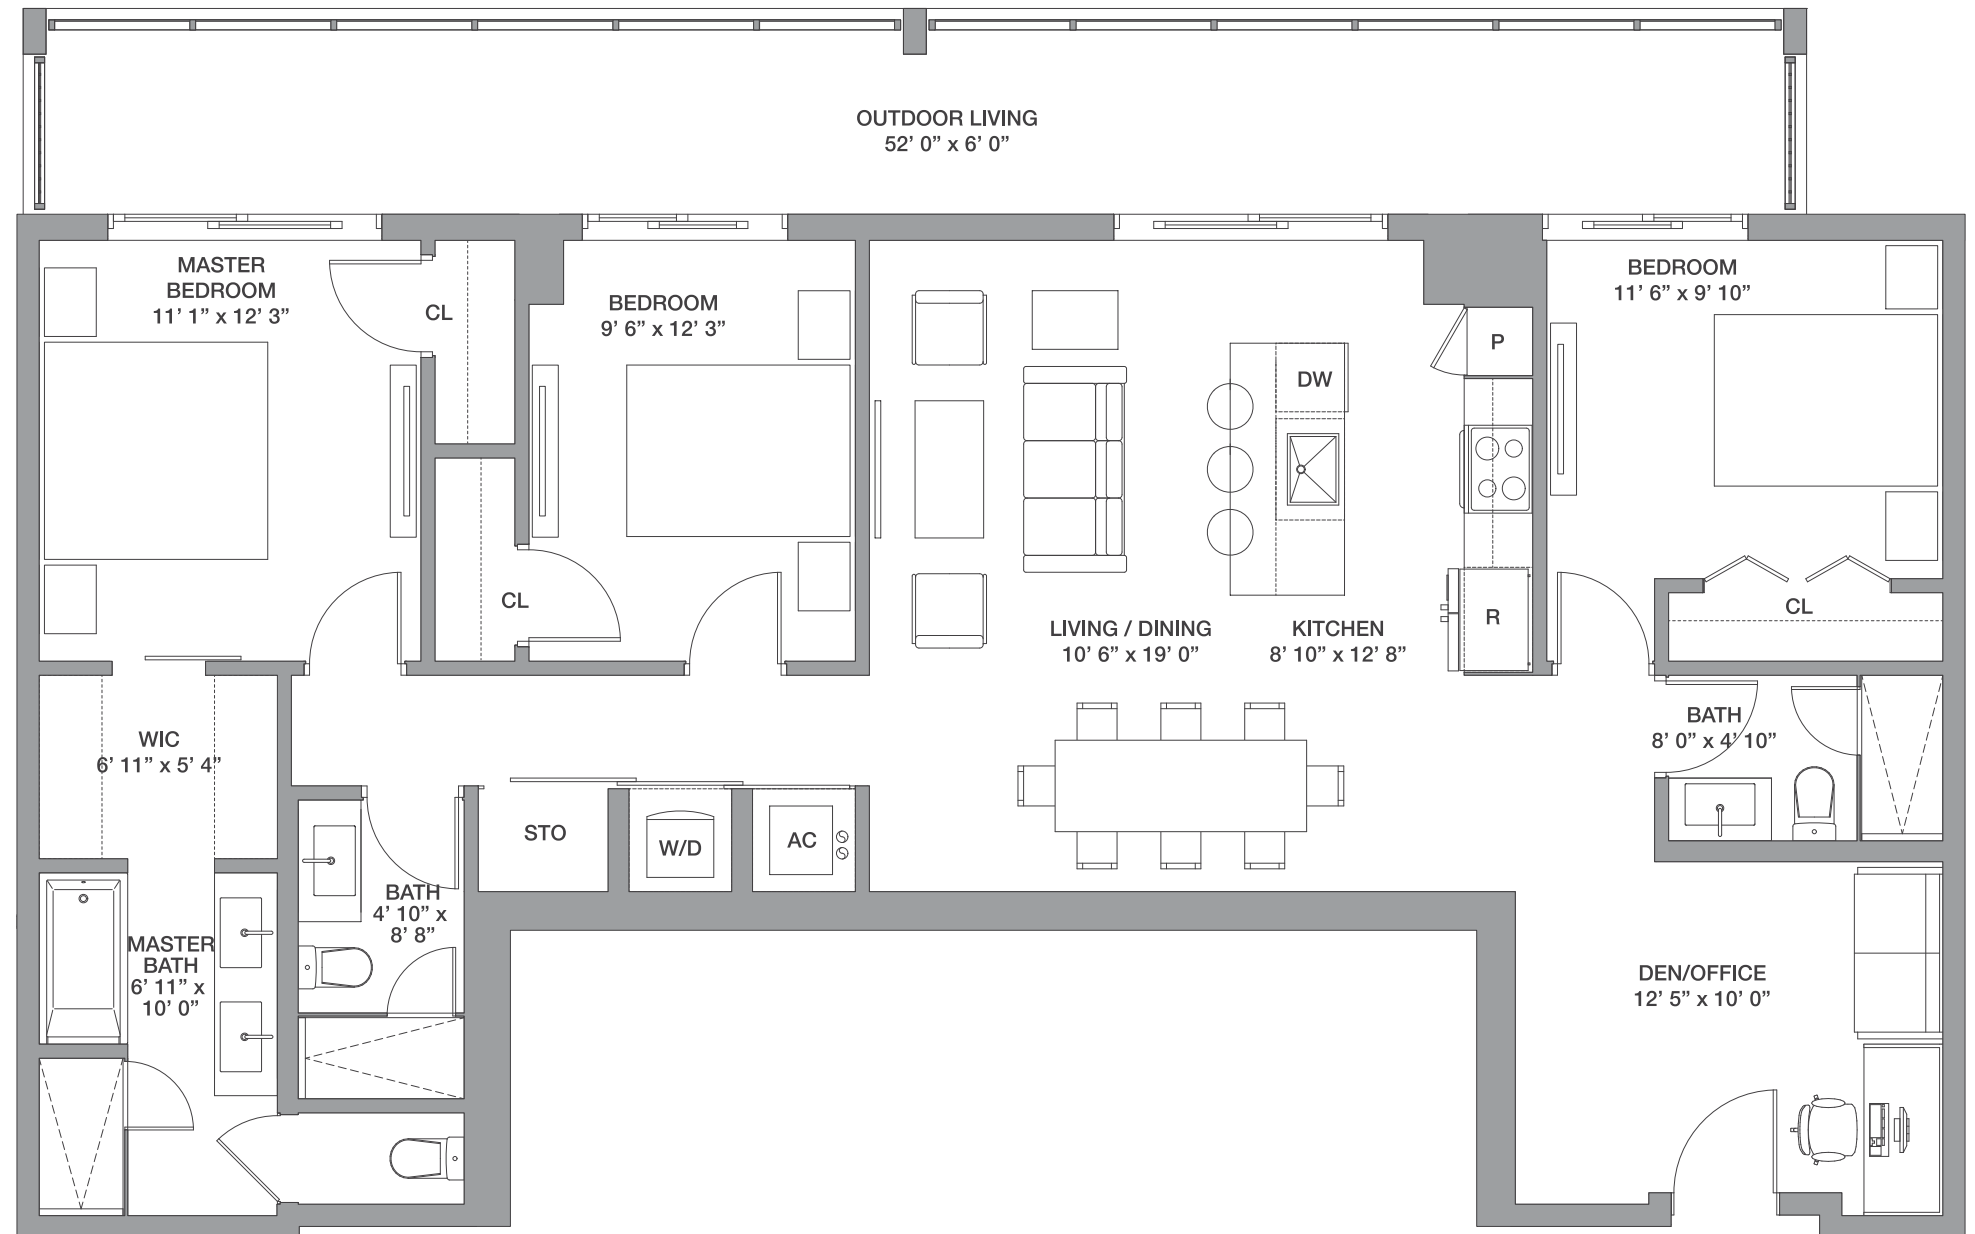 OUTDOOR LIVING
52’ 0” x 6’ 0”
MASTER
BEDROOM
11’ 1” x 12’ 3”
CL
BEDROOM
9’ 6” x 12’ 3”
CL
DW
P
R
BEDROOM
11’ 6” x 9’ 10”
CL
LIVING / DINING
10’ 6” x 19’ 0”
KITCHEN
8’ 10” x 12’ 8”
WIC
6’ 11” x 5’ 4”
BATH
8’ 0” x 4’ 10”
STO
W/D
AC
BATH
4’ 10” x
8’ 8”
MASTER
BATH
6’ 11” x
10’ 0”
DEN/OFFICE
12’ 5” x 10’ 0”